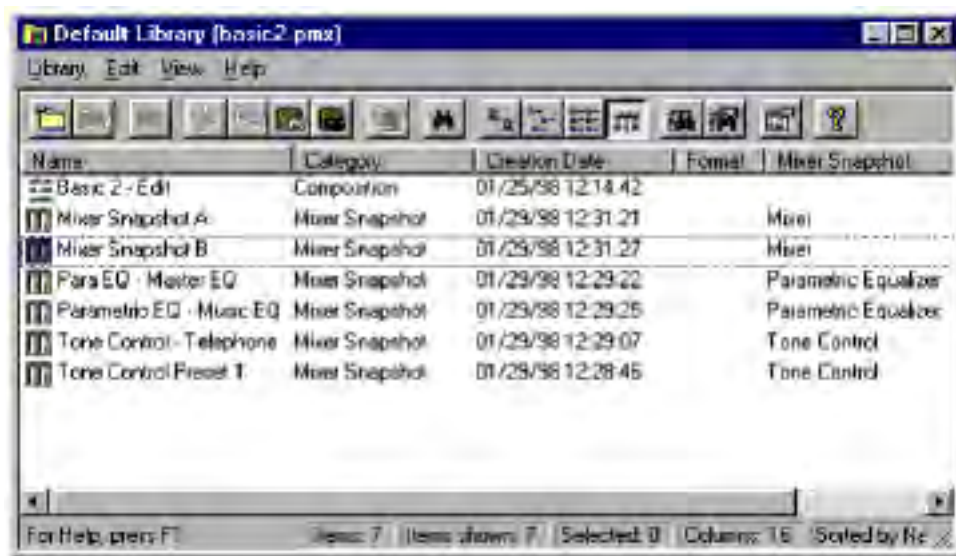 Default Library (basic2.pmx)
Library Edit View Help
Name Category Creation Date Format Mixer Snapshot
Basic 2 - Edit Composition 01/25/98 12:14:42
Mixer Snapshot A Mixer Snapshot 01/29/98 12:31:21 Mixer
Mixer Snapshot B Mixer Snapshot 01/29/98 12:31:27 Mixer
Para EQ - Master EQ Mixer Snapshot 01/29/98 12:29:22 Parametric Equalizer
Parametric EQ - Music EQ Mixer Snapshot 01/29/98 12:29:25 Parametric Equalizer
Tone Control - Telephone Mixer Snapshot 01/29/98 12:29:07 Tone Control
Tone Control Preset 1 Mixer Snapshot 01/29/98 12:28:45 Tone Control
For Help, press F1 Items: 7 Items shown: 7 Selected: 0 Columns: 16 Sorted by Na